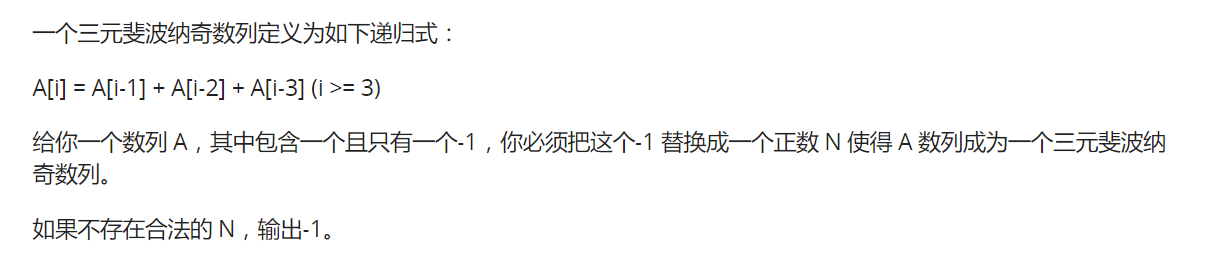 一个三元斐波纳奇数列定义为如下递归式：
A[i] = A[i-1] + A[i-2] + A[i-3] (i >= 3)
给你一个数列 A，其中包含一个且只有一个-1，你必须把这个-1 替换成一个正数 N 使得 A 数列成为一个三元斐波纳
奇数列。
如果不存在合法的 N，输出-1。